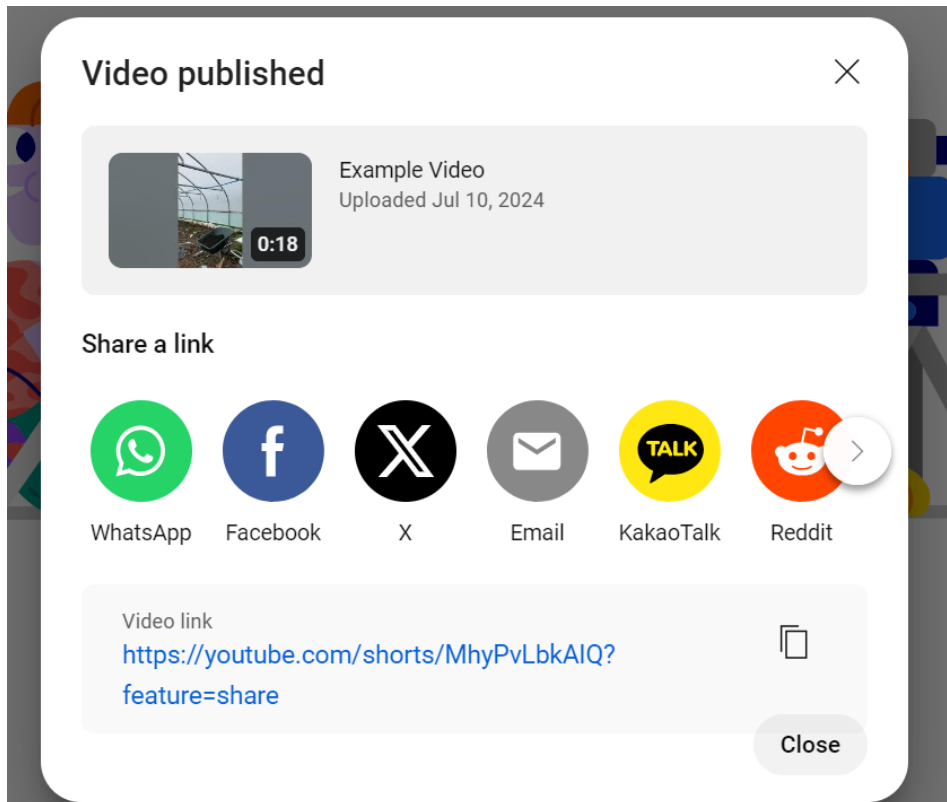 Video published
0:18
Example Video
Uploaded Jul 10, 2024
Share a link
TALK
WhatsApp
Facebook
X
Email
KakaoTalk
Reddit
Video link
https://youtube.com/shorts/MhyPvLbkAIQ?
feature=share
Close